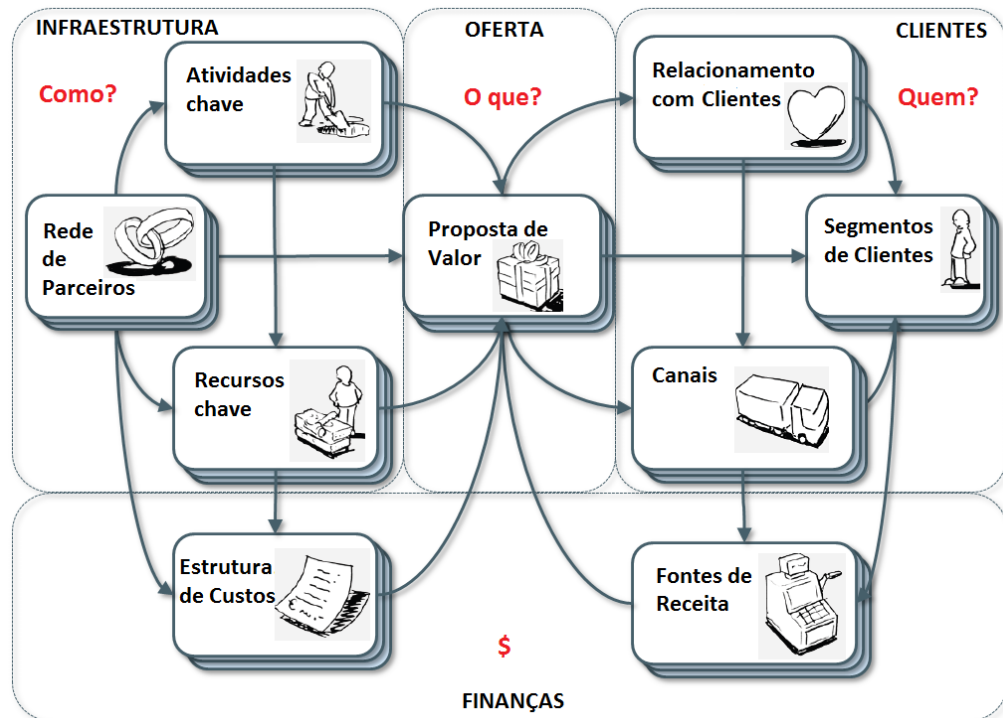 INFRAESTRUTURA
OFERTA
CLIENTES
Como?
Atividades
chave
O que?
Relacionamento
com Clientes
Quem?
Rede
de
Parceiros
Proposta de
Valor
Segmentos
de Clientes
Recursos
chave
Canais
Estrutura
de Custos
Fontes de
Receita
$
FINANÇAS